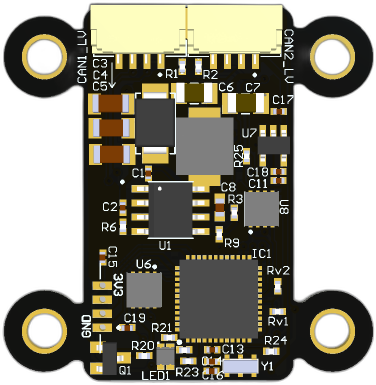 CAN1_LV
CAN2_LV
C3
C4
C5
R1
R2
C6
C7
C17
U7
R25
C18
C11
C1
C8
C2
R3
U8
R6
U1
R9
C15
U6
IC1
3V3
Rv2
GND
C19
Rv1
R21
R20
C13
R24
Q1
LED1
R23
C16
Y1